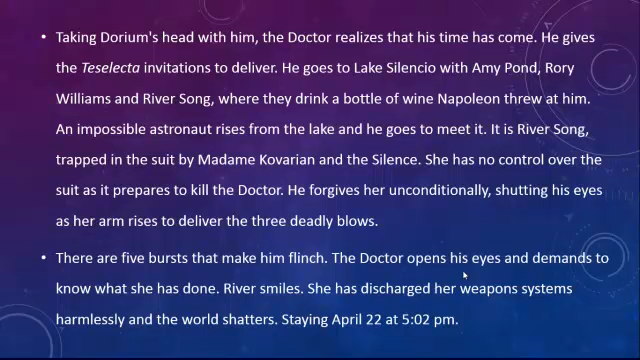 • Taking Dorium's head with him, the Doctor realizes that his time has come. He gives
the Teselecta invitations to deliver. He goes to Lake Silencio with Amy Pond, Rory
Williams and River Song, where they drink a bottle of wine Napoleon threw at him.
An impossible astronaut rises from the lake and he goes to meet it. It is River Song,
trapped in the suit by Madame Kovarian and the Silence. She has no control over the
suit as it prepares to kill the Doctor. He forgives her unconditionally, shutting his eyes
as her arm rises to deliver the three deadly blows.
• There are five bursts that make him flinch. The Doctor opens his eyes and demands to
know what she has done. River smiles. She has discharged her weapons systems
harmlessly and the world shatters. Staying April 22 at 5:02 pm.